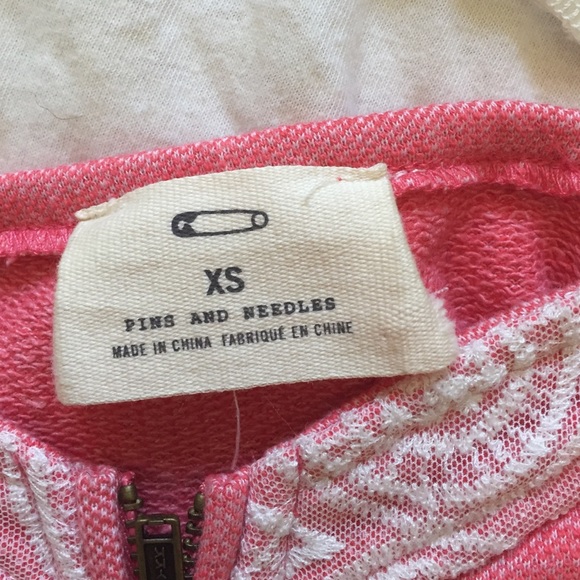 XS
PINS AND NEEDLES
MADE IN CHINA FABRIQUÉ EN CHINE